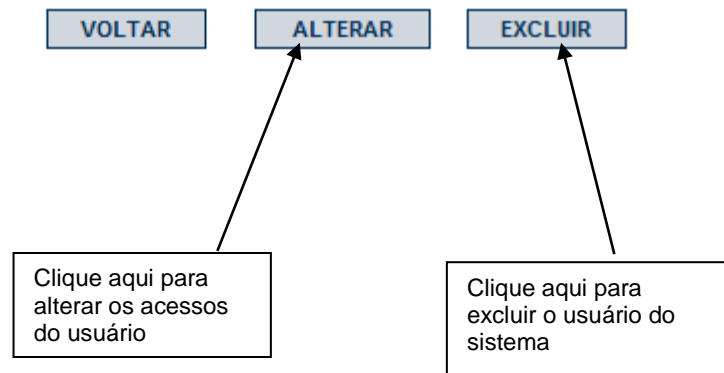 VOLTAR ALTERAR EXCLUIR
Clique aqui para
alterar os acessos
do usuário
Clique aqui para
excluir o usuário do
sistema